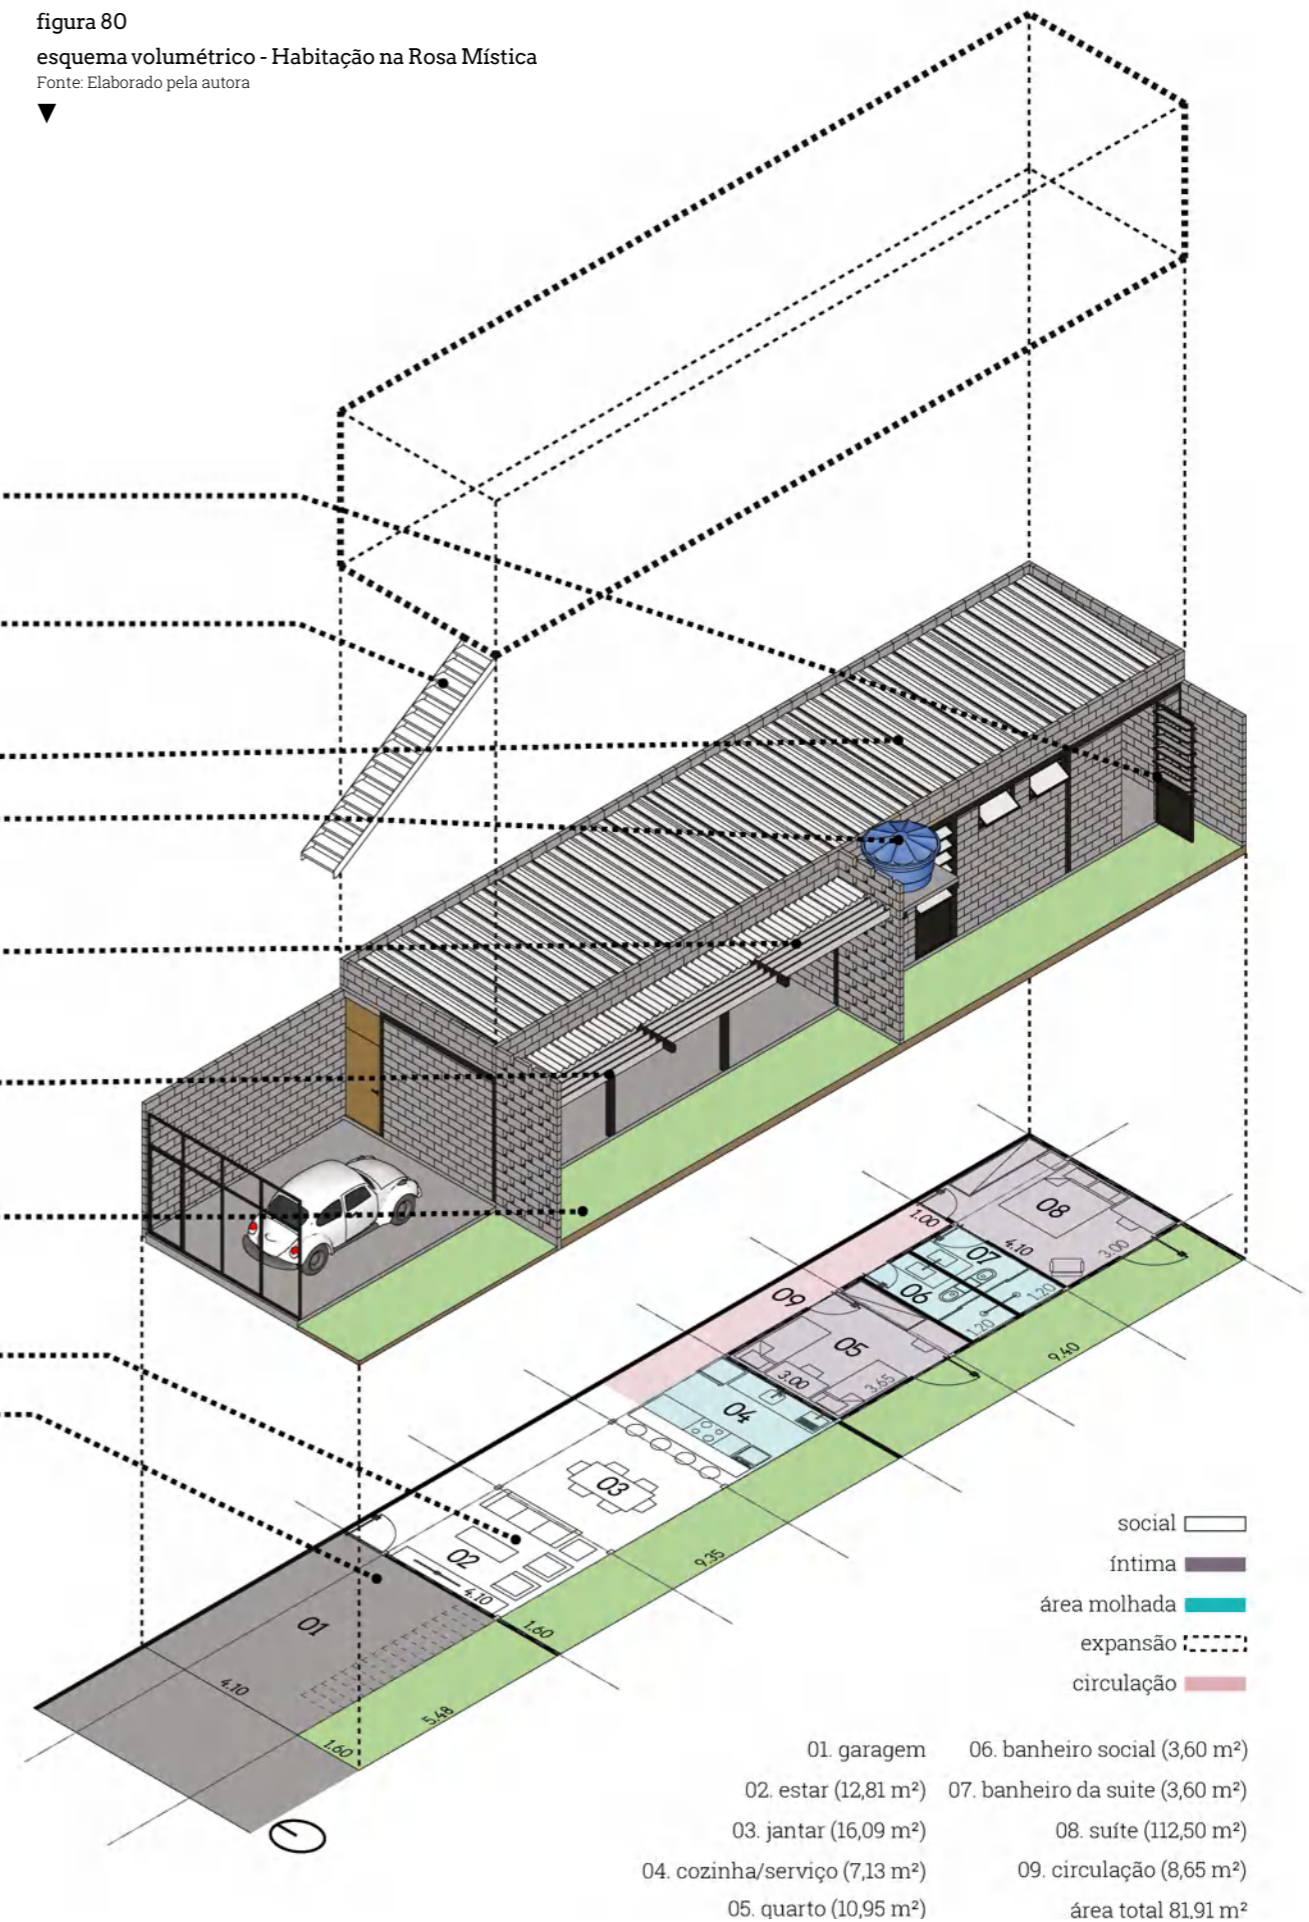 figura 80
esquema volumétrico - Habitação na Rosa Mística
Fonte: Elaborado pela autora
08
1.00
4.10
3.00
07
06
1.20
1.20
09
05
3.00
3.65
9.40
04
03
02
4.10
9.35
01
1.60
4.10
5.48
1.60
social
íntima
área molhada
expansão
circulação
01. garagem
02. estar (12,81 m²)
03. jantar (16,09 m²)
04. cozinha/serviço (7,13 m²)
05. quarto (10,95 m²)
06. banheiro social (3,60 m²)
07. banheiro da suite (3,60 m²)
08. suíte (112,50 m²)
09. circulação (8,65 m²)
área total 81,91 m²